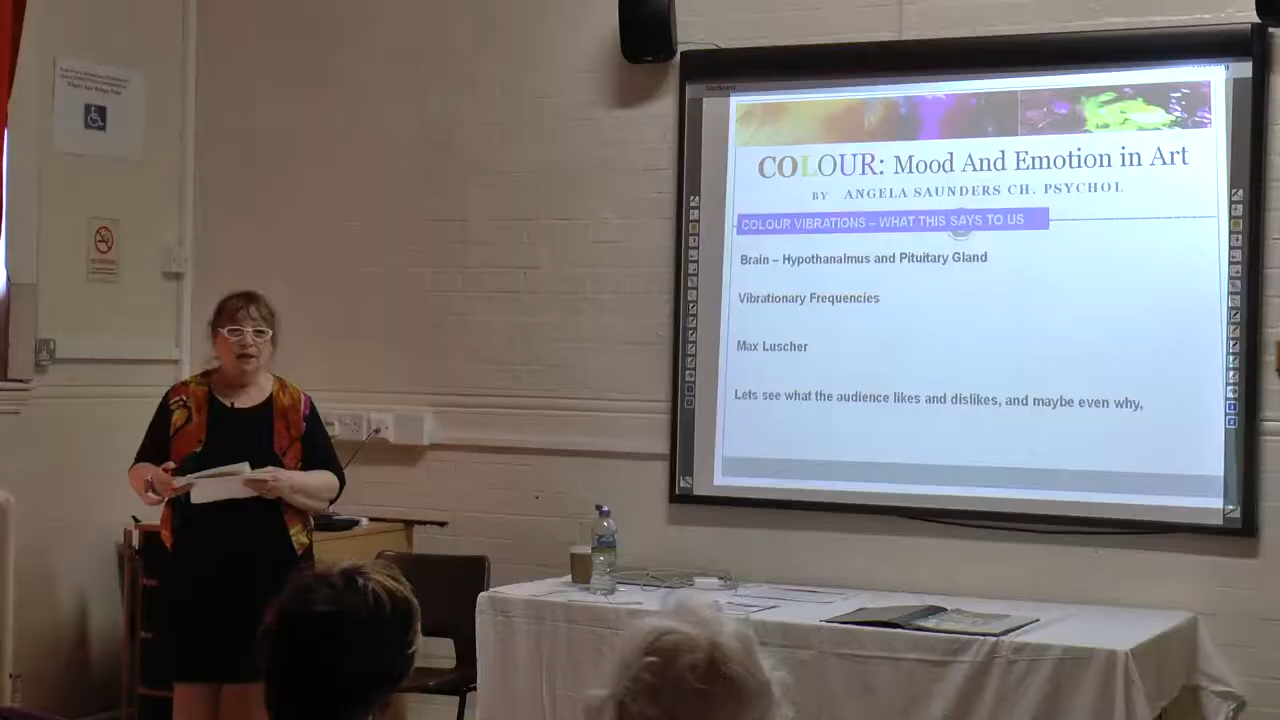 COLOUR: Mood And Emotion in Art
BY ANGELA SAUNDERS CH. PSYCHOL
COLOUR VIBRATIONS – WHAT THIS SAYS TO US
Brain – Hypothanalmus and Pituitary Gland
Vibrationary Frequencies
Max Luscher
Lets see what the audience likes and dislikes, and maybe even why,